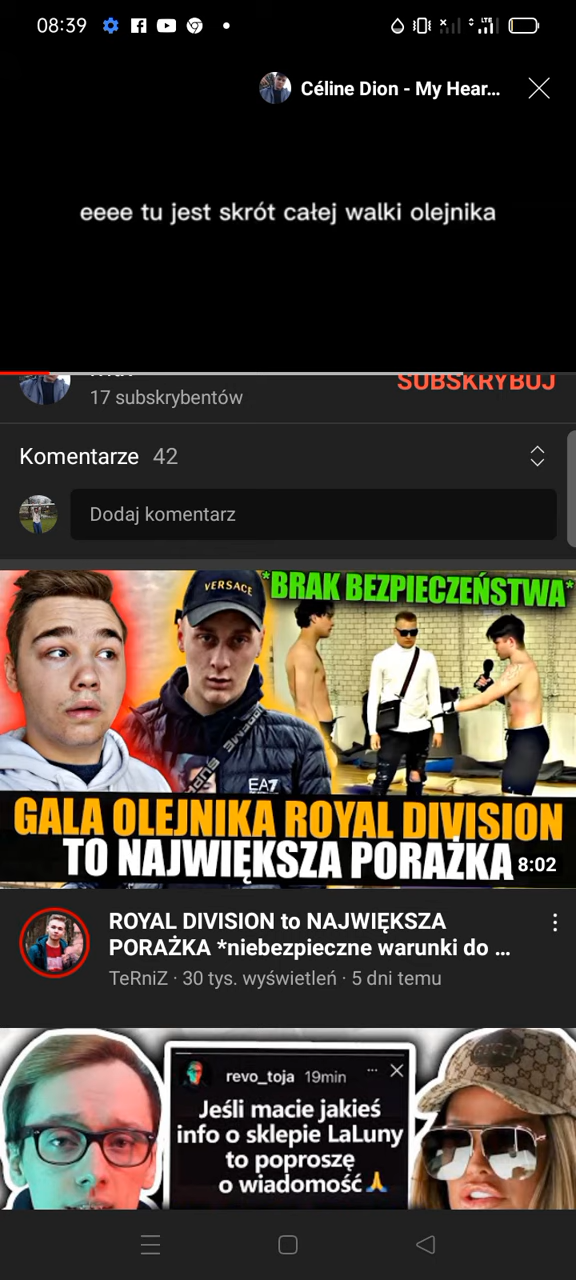 08:39
LTE
Céline Dion - My Hear...
eeee tu jest skrót całej walki olejnika
17 subskrybentów
SUBSKRYBUJ
Komentarze 42
Dodaj komentarz
*BRAK BEZPIECZEŃSTWA*
VERSACE
EA7
GALA OLEJNIKA ROYAL DIVISION
TO NAJWIĘKSZA PORAŻKA
8:02
ROYAL DIVISION to NAJWIĘKSZA
PORAŻKA *niebezpieczne warunki do ...
TeRniZ · 30 tys. wyświetleń · 5 dni temu
revo_toja 19min
Jeśli macie jakieś
info o sklepie LaLuny
to poproszę
o wiadomość🙏